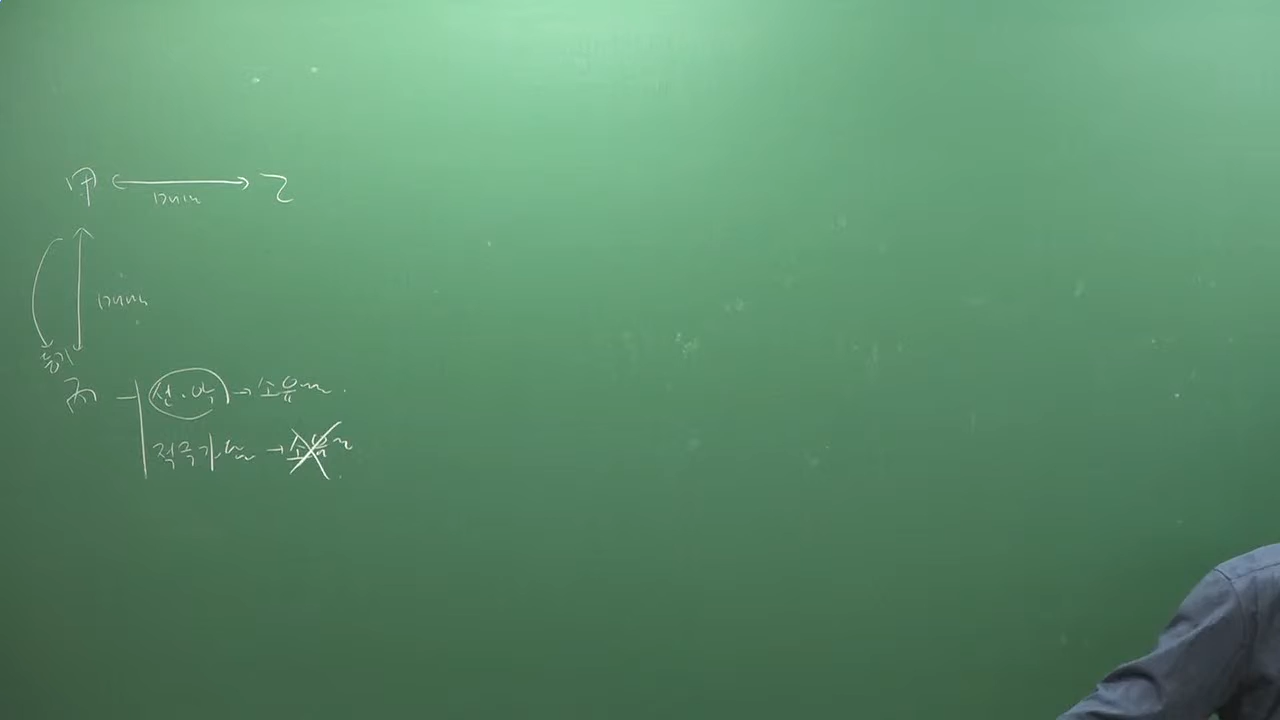 甲 ↔ 乙
매매
매매
등기
丙 선·악 → 소유권
적극가담 → 소유권